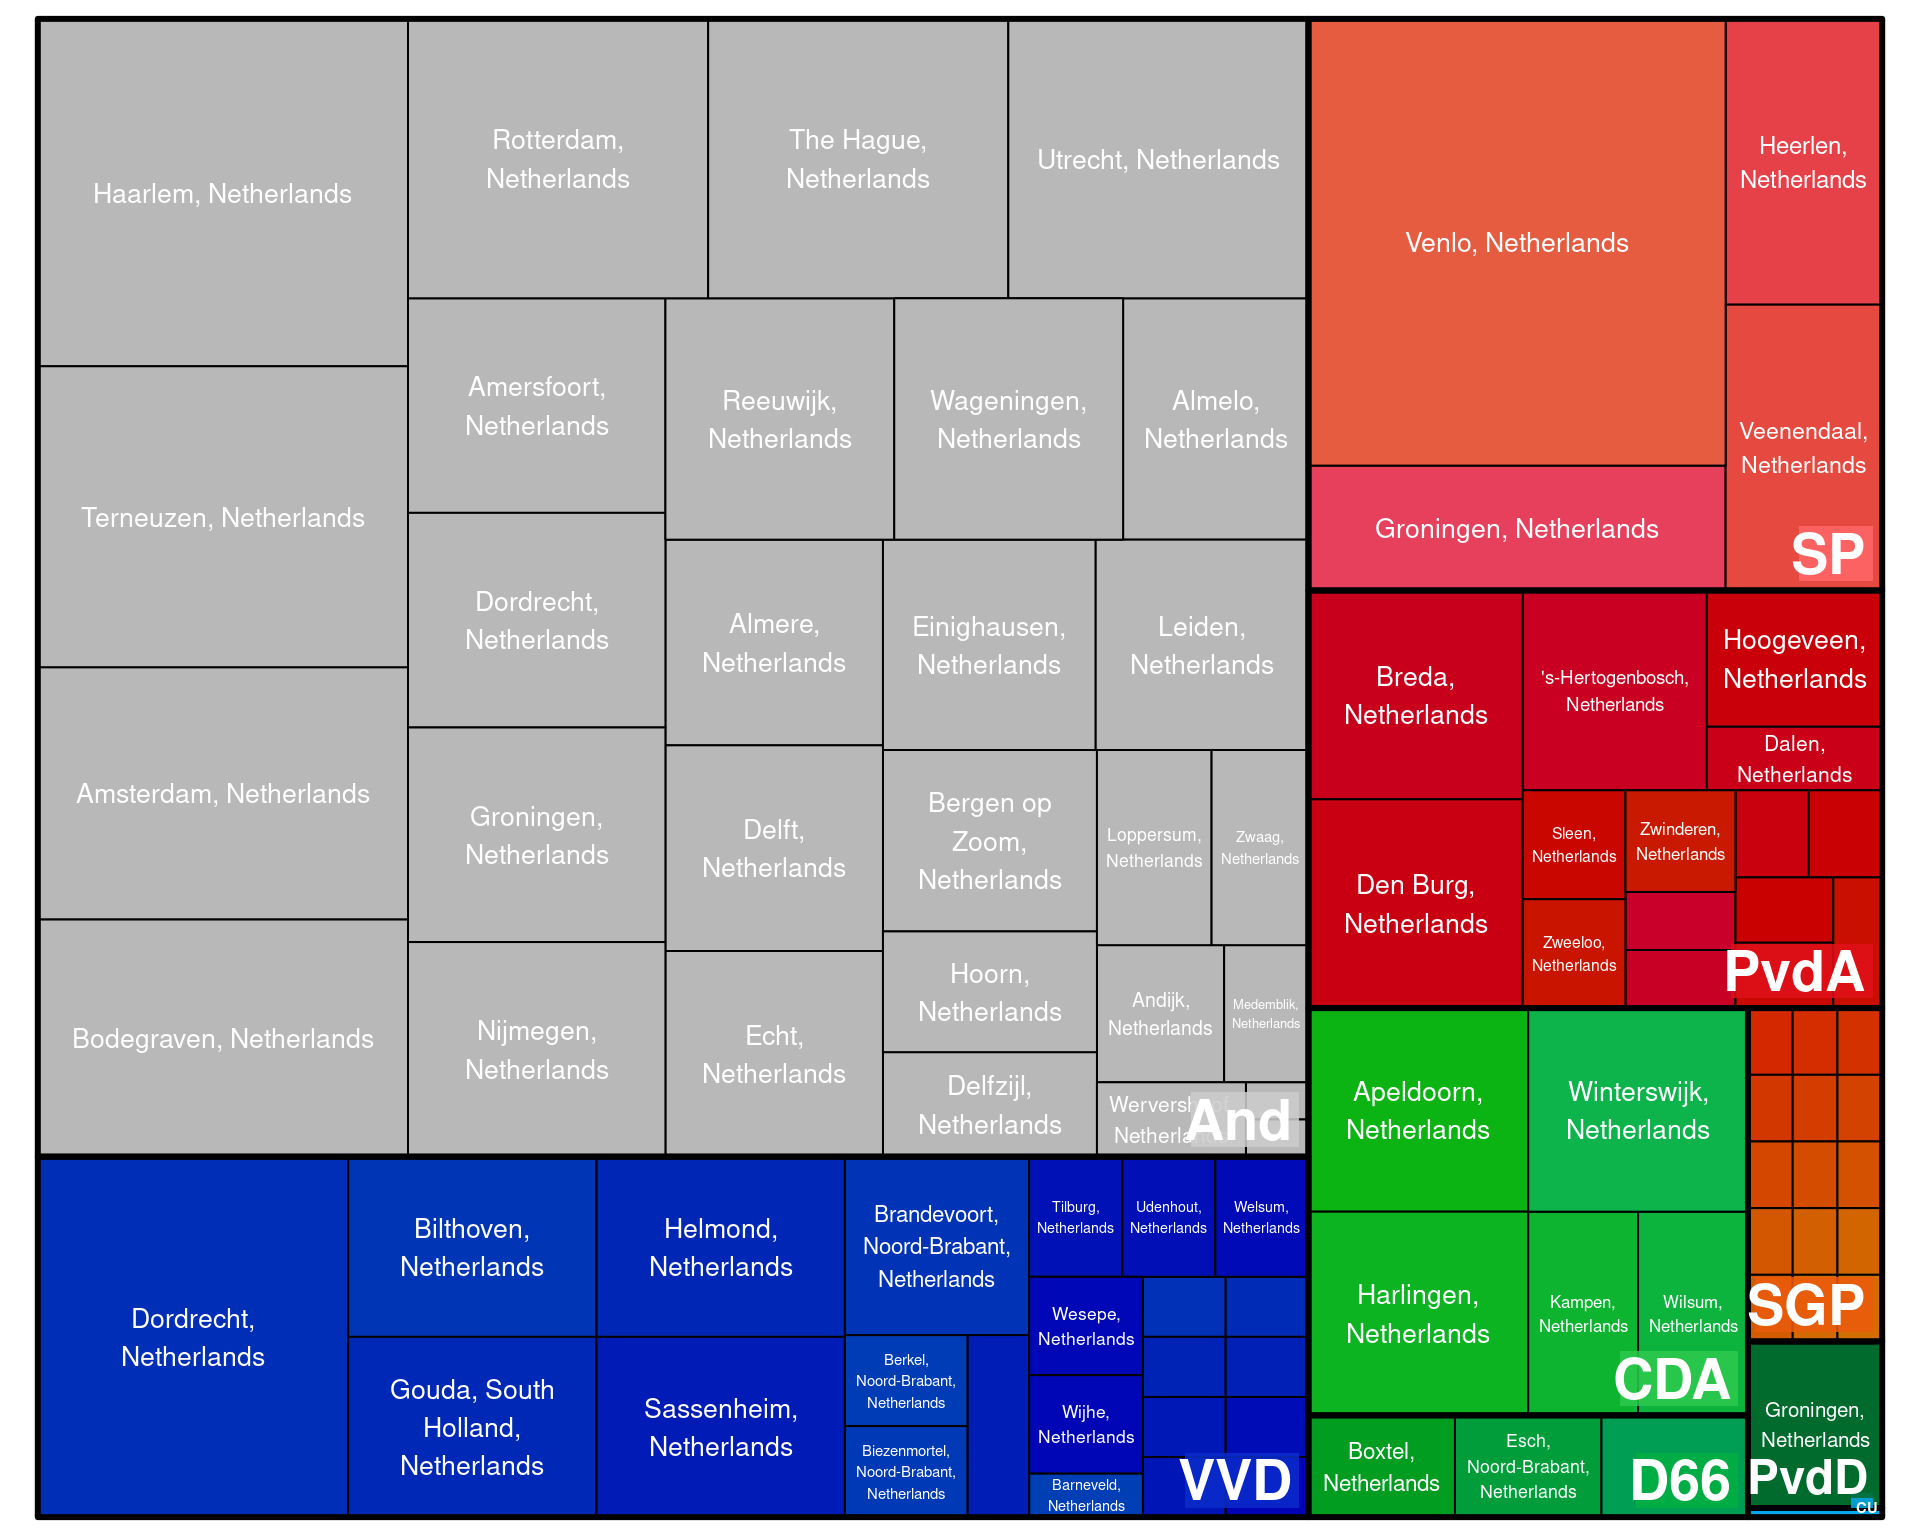 Haarlem, Netherlands
Rotterdam,
Netherlands
The Hague,
Netherlands
Utrecht, Netherlands
Terneuzen, Netherlands
Amersfoort,
Netherlands
Reeuwijk,
Netherlands
Wageningen,
Netherlands
Almelo,
Netherlands
Dordrecht,
Netherlands
Almere,
Netherlands
Einighausen,
Netherlands
Leiden,
Netherlands
Amsterdam, Netherlands
Groningen,
Netherlands
Delft,
Netherlands
Bergen op
Zoom,
Netherlands
Loppersum,
Netherlands
Zwaag,
Netherlands
Bodegraven, Netherlands
Nijmegen,
Netherlands
Echt,
Netherlands
Hoorn,
Netherlands
Andijk,
Netherlands
Medemblik,
Netherlands
Delfzijl,
Netherlands
Wervershoof,
Netherlands
And
Venlo, Netherlands
Heerlen,
Netherlands
Groningen, Netherlands
Veenendaal,
Netherlands
SP
Breda,
Netherlands
's-Hertogenbosch,
Netherlands
Hoogeveen,
Netherlands
Dalen,
Netherlands
Den Burg,
Netherlands
Sleen,
Netherlands
Zwinderen,
Netherlands
Zweeloo,
Netherlands
PvdA
Apeldoorn,
Netherlands
Winterswijk,
Netherlands
Harlingen,
Netherlands
Kampen,
Netherlands
Wilsum,
Netherlands
CDA
SGP
Dordrecht,
Netherlands
Bilthoven,
Netherlands
Helmond,
Netherlands
Brandevoort,
Noord-Brabant,
Netherlands
Tilburg,
Netherlands
Udenhout,
Netherlands
Welsum,
Netherlands
Gouda, South
Holland,
Netherlands
Sassenheim,
Netherlands
Berkel,
Noord-Brabant,
Netherlands
Biezenmortel,
Noord-Brabant,
Netherlands
Wesepe,
Netherlands
Wijhe,
Netherlands
Barneveld,
Netherlands
VVD
Boxtel,
Netherlands
Esch,
Noord-Brabant,
Netherlands
D66
Groningen,
Netherlands
PvdD
CU